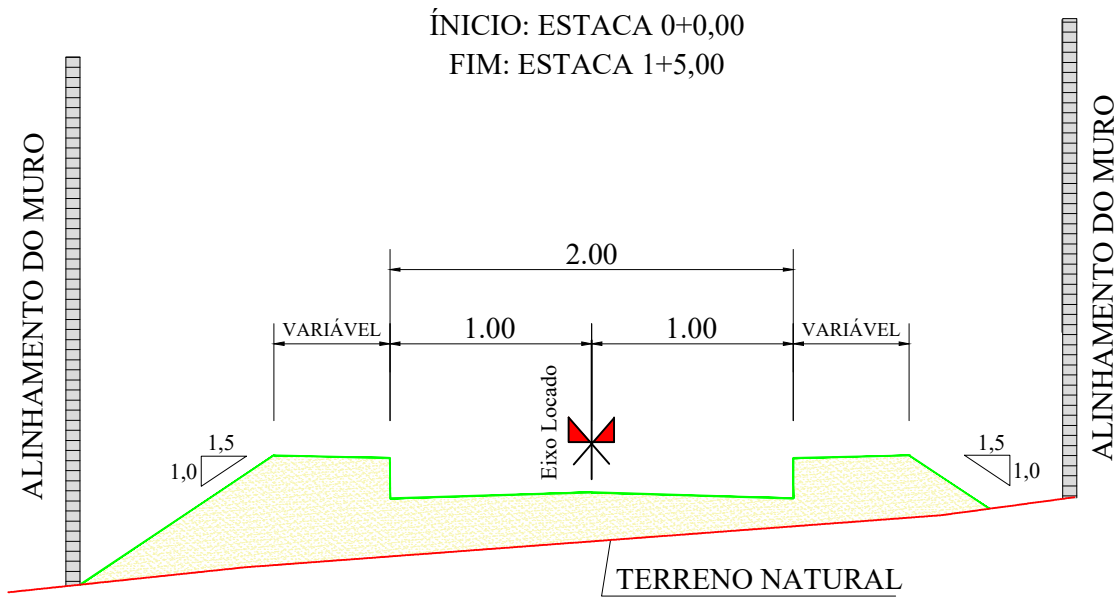 ÍNICIO: ESTACA 0+0,00
FIM: ESTACA 1+5,00
ALINHAMENTO DO MURO
ALINHAMENTO DO MURO
2.00
VARIÁVEL
1.00
1.00
VARIÁVEL
Eixo Locado
1,5
1,0
1,5
1,0
TERRENO NATURAL